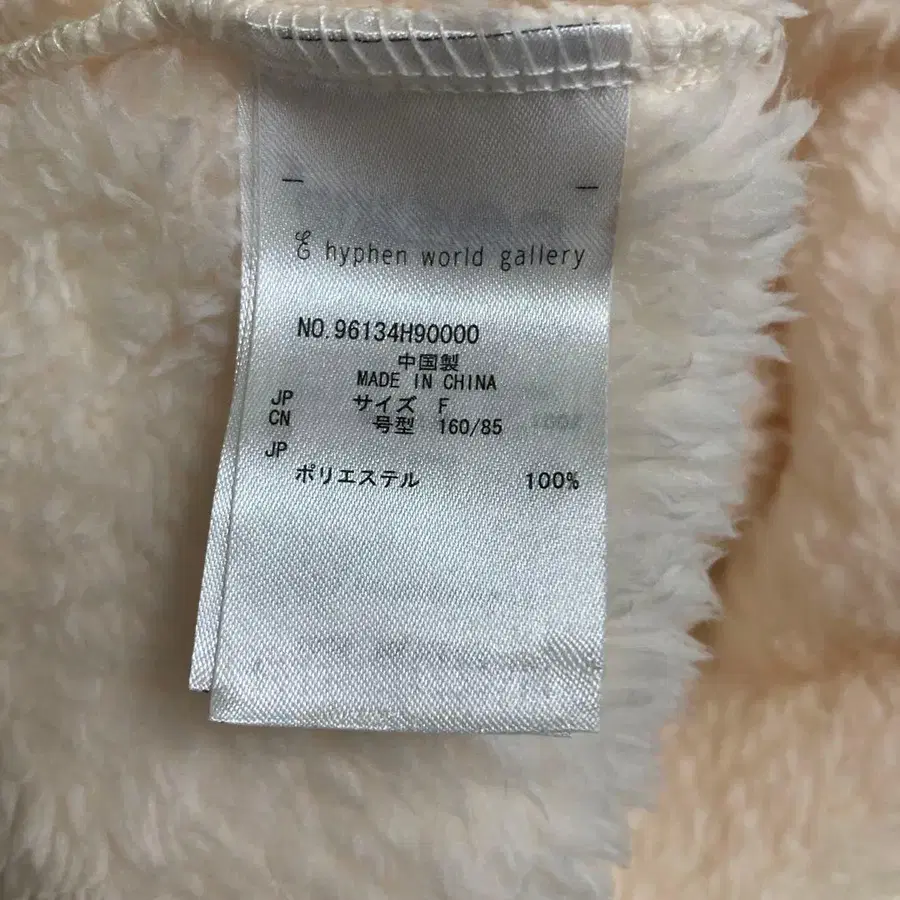 E hyphen world gallery
NO.96134H90000
中国製
MADE IN CHINA
JP サイズ F
CN 号型 160/85
JP
ポリエステル 100%